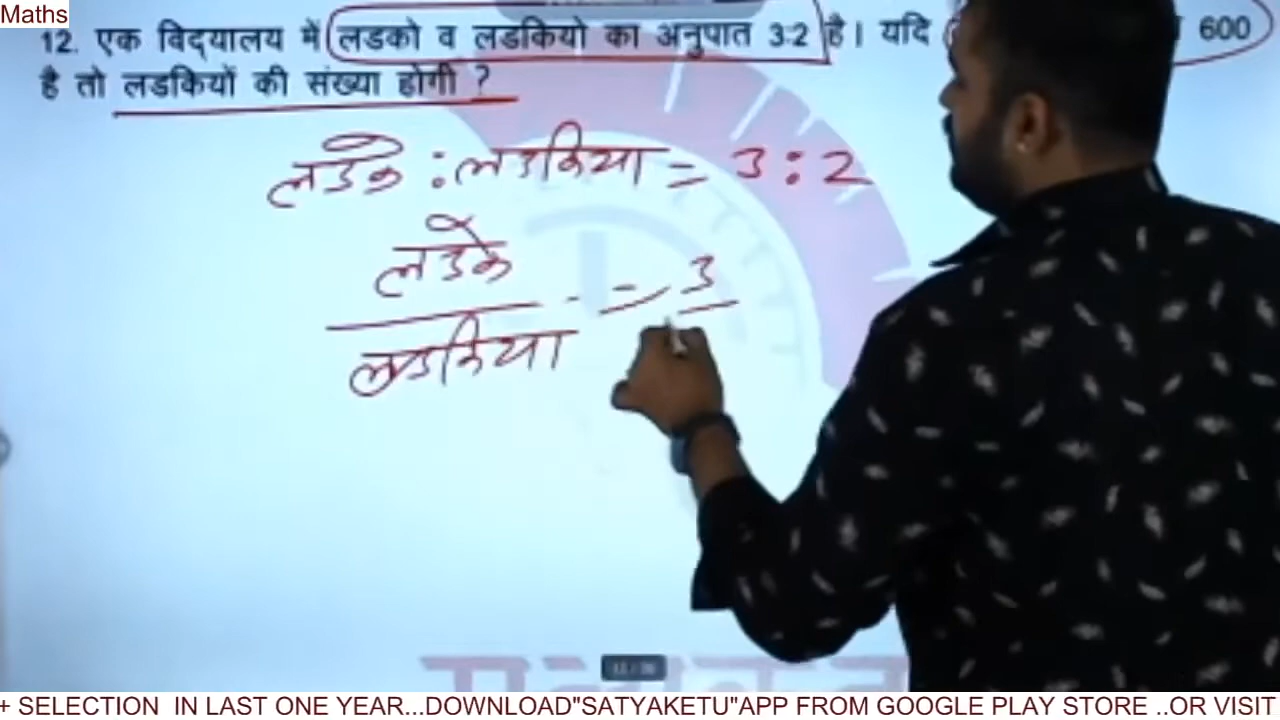 Maths
12. एक विद्यालय में लडको व लडकियो का अनुपात 3:2 है। यदि 600
है तो लडकियों की संख्या होगी ?
लडके : लडकिया = 3 : 2
लडके
= 3
लडकिया
+ SELECTION IN LAST ONE YEAR...DOWNLOAD"SATYAKETU"APP FROM GOOGLE PLAY STORE ..OR VISIT